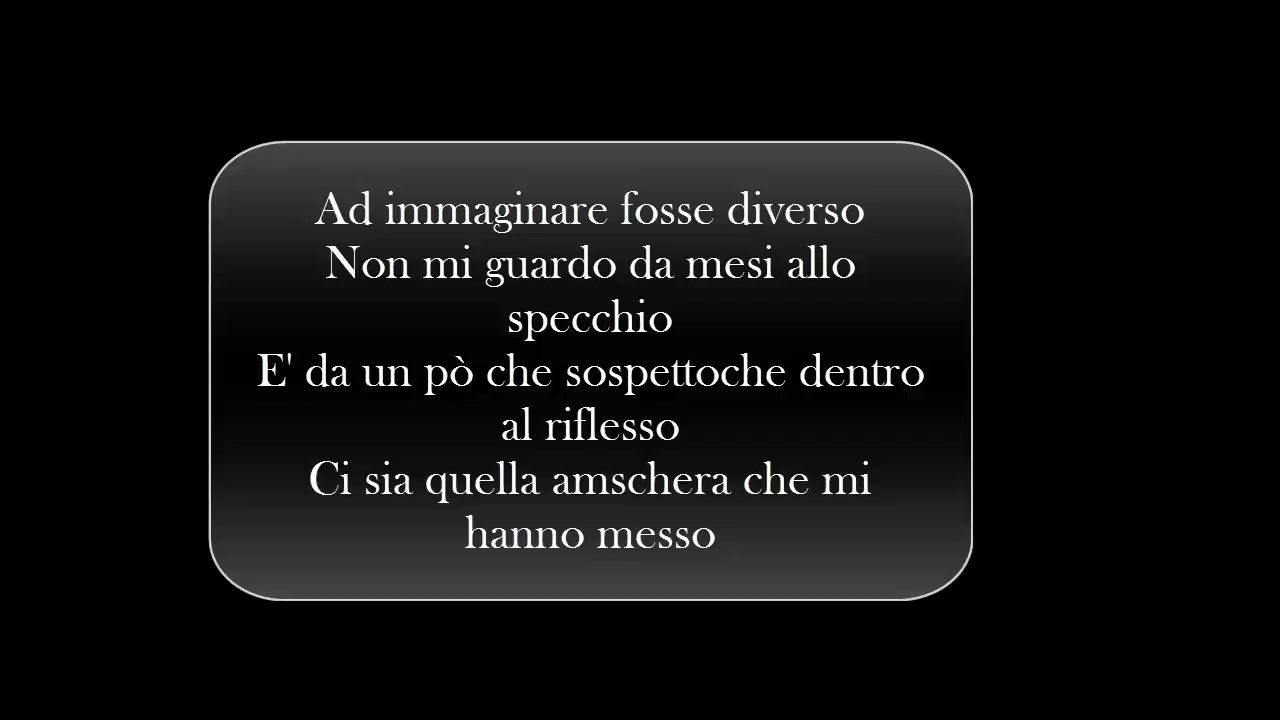 Ad immaginare fosse diverso
Non mi guardo da mesi allo
specchio
E' da un pò che sospettoche dentro
al riflesso
Ci sia quella amschera che mi
hanno messo